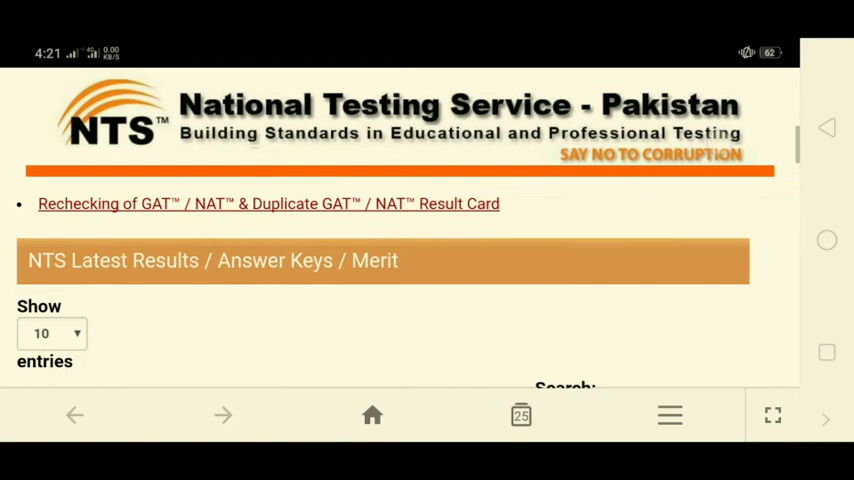 4:21 4G 0.00 KB/S 62
NTS™ National Testing Service - Pakistan
Building Standards in Educational and Professional Testing
SAY NO TO CORRUPTION
• Rechecking of GAT™ / NAT™ & Duplicate GAT™ / NAT™ Result Card
NTS Latest Results / Answer Keys / Merit
Show
10
entries
Search:
25